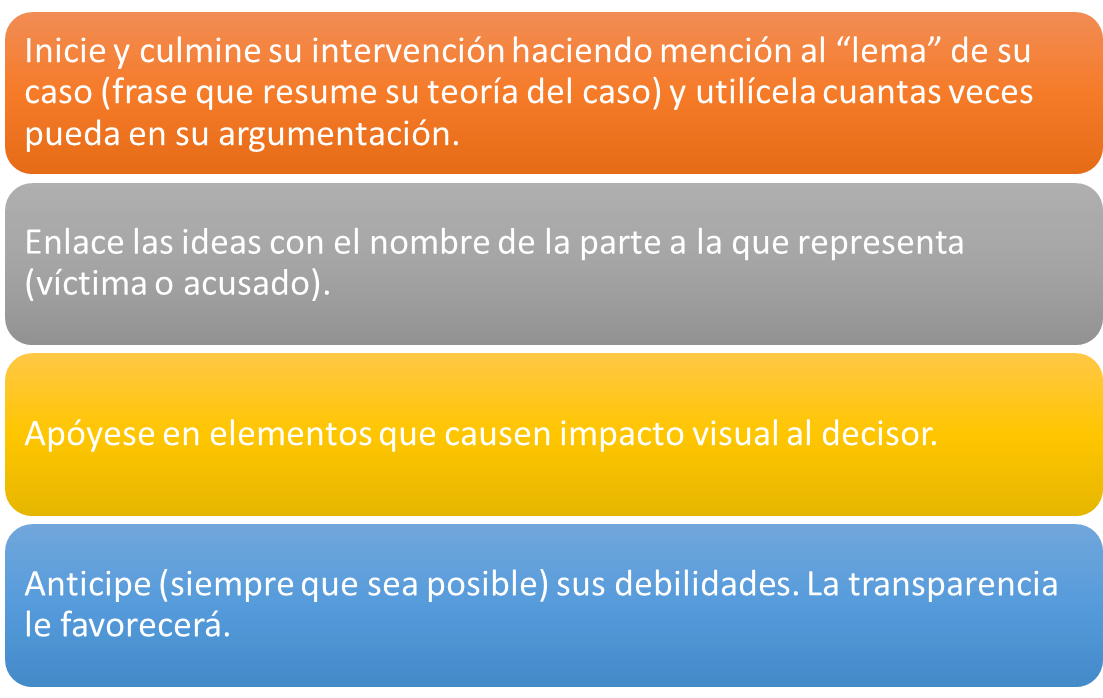 Inicie y culmine su intervención haciendo mención al “lema” de su
caso (frase que resume su teoría del caso) y utilícela cuantas veces
pueda en su argumentación.
Enlace las ideas con el nombre de la parte a la que representa
(víctima o acusado).
Apóyese en elementos que causen impacto visual al decisor.
Anticipe (siempre que sea posible) sus debilidades. La transparencia
le favorecerá.